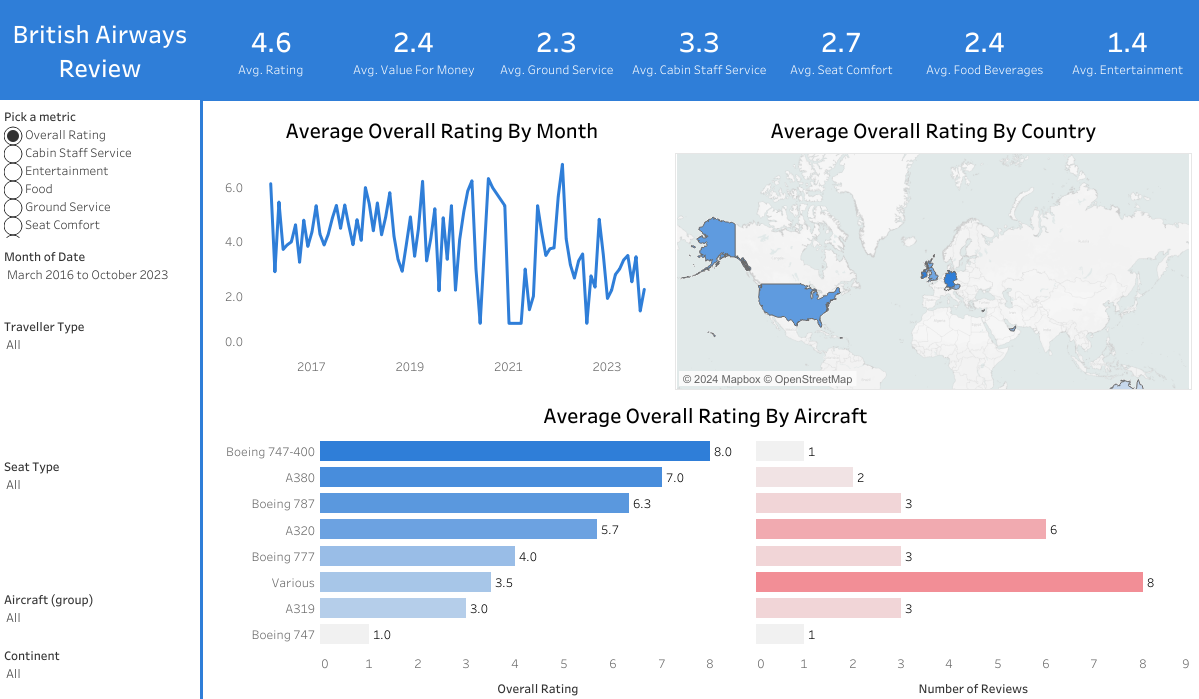 British Airways
Review
4.6
Avg. Rating
2.4
Avg. Value For Money
2.3
Avg. Ground Service
3.3
Avg. Cabin Staff Service
2.7
Avg. Seat Comfort
2.4
Avg. Food Beverages
1.4
Avg. Entertainment
Pick a metric
Overall Rating
Cabin Staff Service
Entertainment
Food
Ground Service
Seat Comfort
Month of Date
March 2016 to October 2023
Traveller Type
All
Seat Type
All
Aircraft (group)
All
Continent
All
Average Overall Rating By Month
6.0
4.0
2.0
0.0
2017 2019 2021 2023
Average Overall Rating By Country
© 2024 Mapbox © OpenStreetMap
Average Overall Rating By Aircraft
Boeing 747-400 8.0 1
A380 7.0 2
Boeing 787 6.3 3
A320 5.7 6
Boeing 777 4.0 3
Various 3.5 8
A319 3.0 3
Boeing 747 1.0 1
0 1 2 3 4 5 6 7 8 0 1 2 3 4 5 6 7 8 9
Overall Rating Number of Reviews